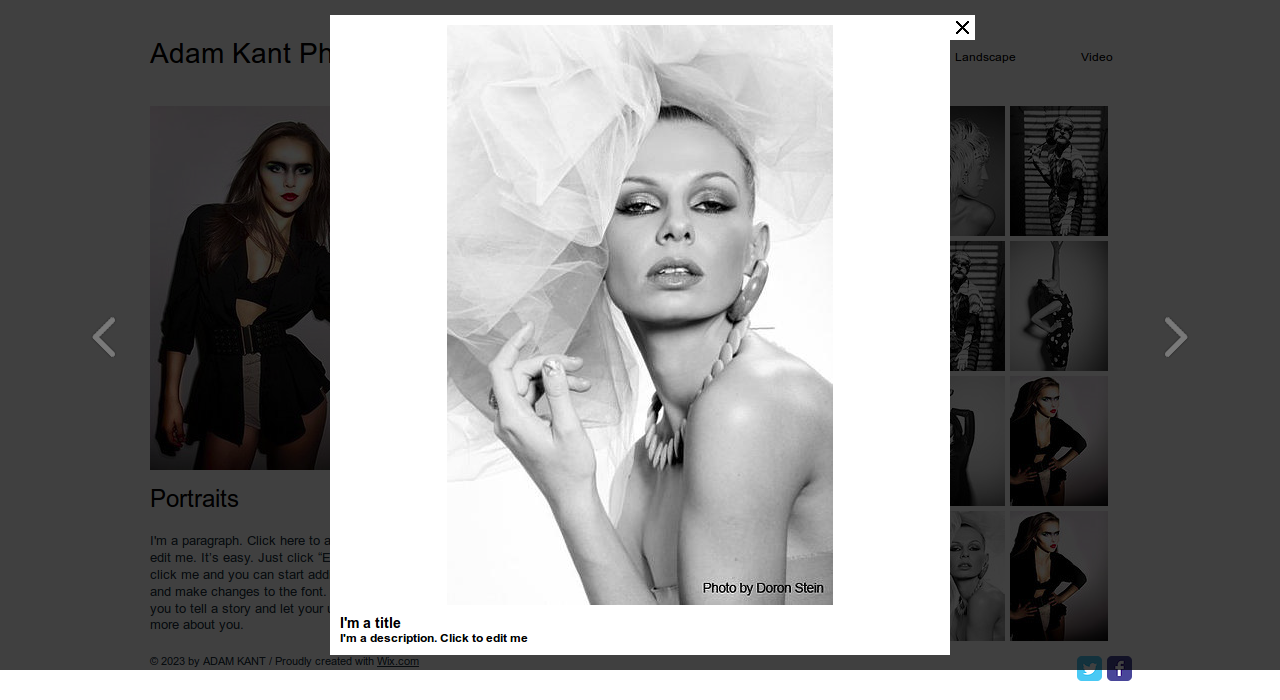 Adam Kant Ph
Landscape
Video
Photo by Doron Stein
I'm a title
I'm a description. Click to edit me
Portraits
I'm a paragraph. Click here to a
edit me. It's easy. Just click "E
click me and you can start addi
and make changes to the font.
you to tell a story and let your u
more about you.
© 2023 by ADAM KANT / Proudly created with Wix.com